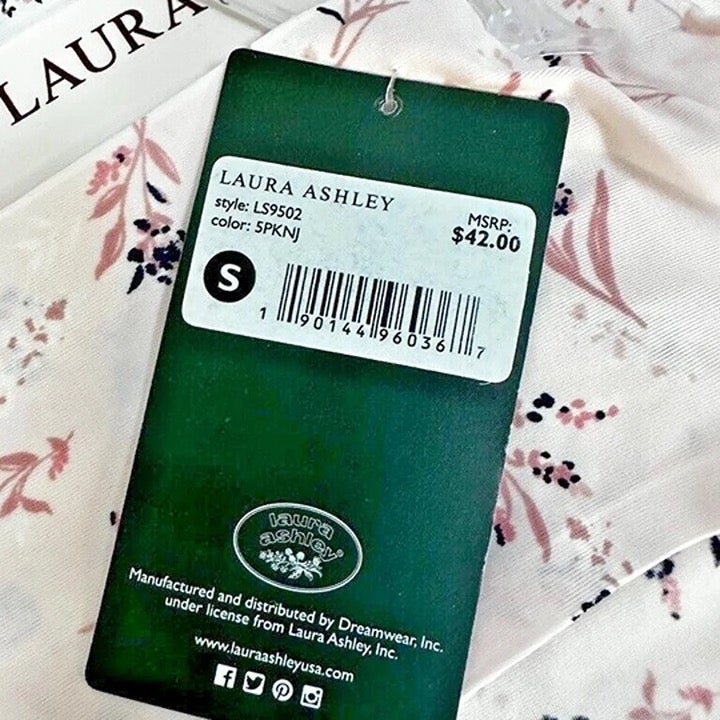 LAURA
LAURA ASHLEY
style: LS9502
color: 5PKNJ
MSRP:
$42.00
S
1 90144 96036 7
laura
ashley®
Manufactured and distributed by Dreamwear, Inc.
under license from Laura Ashley, Inc.
www.lauraashleyusa.com